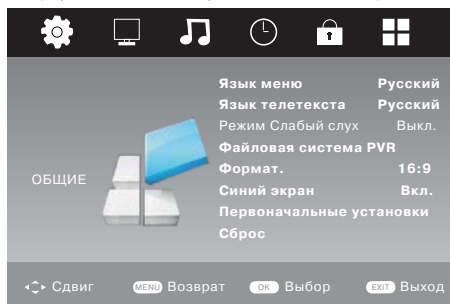 Язык меню Русский
Язык телетекста Русский
Режим Слабый слух Выкл.
Файловая система PVR
ОБЩИЕ
Формат. 16:9
Синий экран Вкл.
Первоначальные установки
Сброс
Сдвиг MENU Возврат OK Выбор EXIT Выход